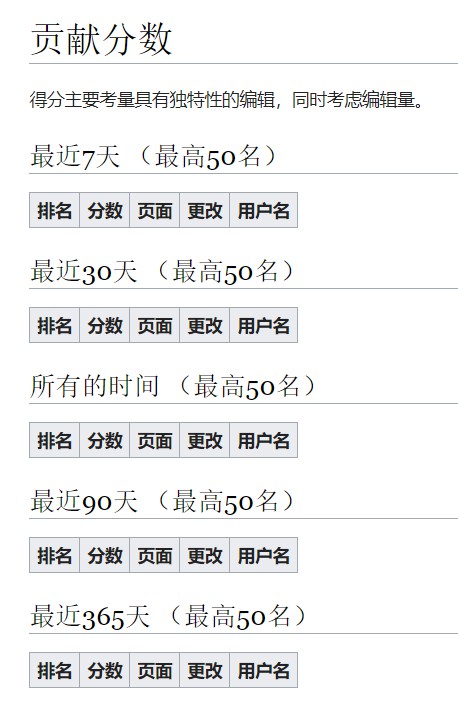 贡献分数
得分主要考量具有独特性的编辑，同时考虑编辑量。
最近7天 （最高50名）
排名 分数 页面 更改 用户名
最近30天 （最高50名）
排名 分数 页面 更改 用户名
所有的时间 （最高50名）
排名 分数 页面 更改 用户名
最近90天 （最高50名）
排名 分数 页面 更改 用户名
最近365天 （最高50名）
排名 分数 页面 更改 用户名